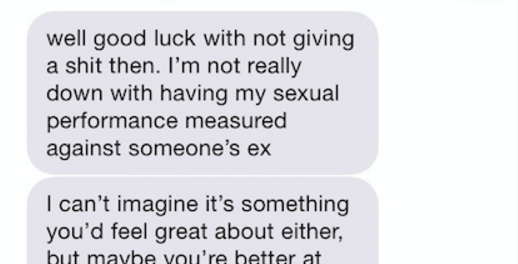 well good luck with not giving
a shit then. I'm not really
down with having my sexual
performance measured
against someone's ex
I can't imagine it's something
you'd feel great about either,
but maybe you're better at